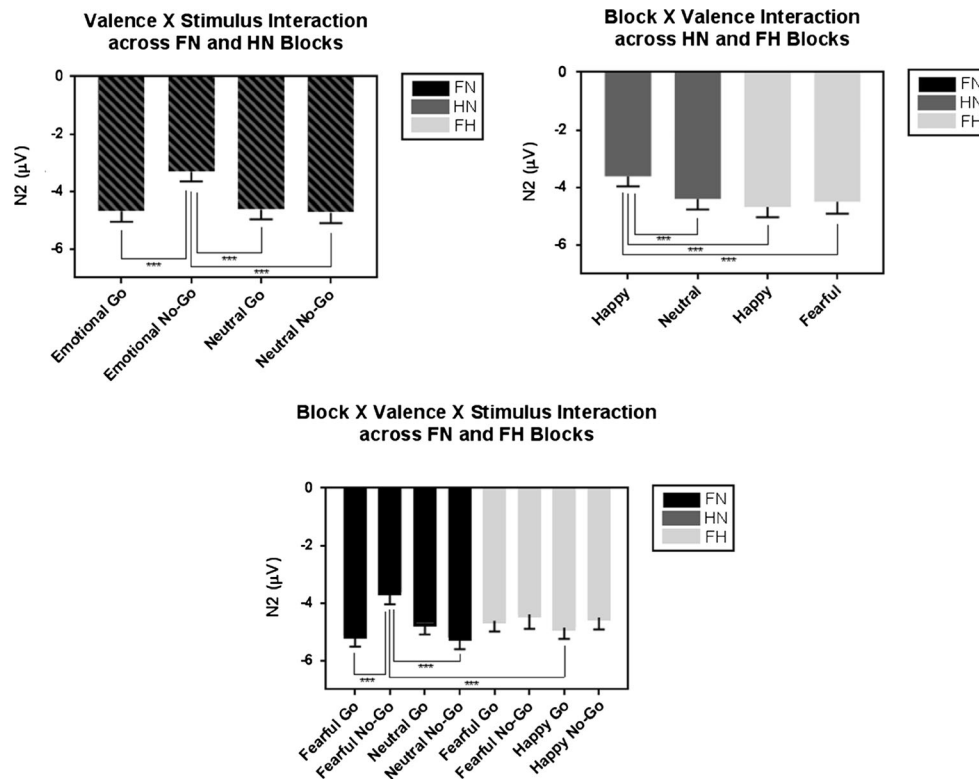 Valence X Stimulus Interaction
across FN and HN Blocks
0
-2
-4
-6
N2 (µV)
FN
HN
FH
***
***
***
Emotional Go
Emotional No-Go
Neutral Go
Neutral No-Go
Block X Valence Interaction
across HN and FH Blocks
0
-2
-4
-6
N2 (µV)
FN
HN
FH
***
***
***
Happy
Neutral
Happy
Fearful
Block X Valence X Stimulus Interaction
across FN and FH Blocks
0
-2
-4
-6
N2 (µV)
FN
HN
FH
***
***
***
Fearful Go
Fearful No-Go
Neutral Go
Neutral No-Go
Fearful Go
Fearful No-Go
Happy Go
Happy No-Go